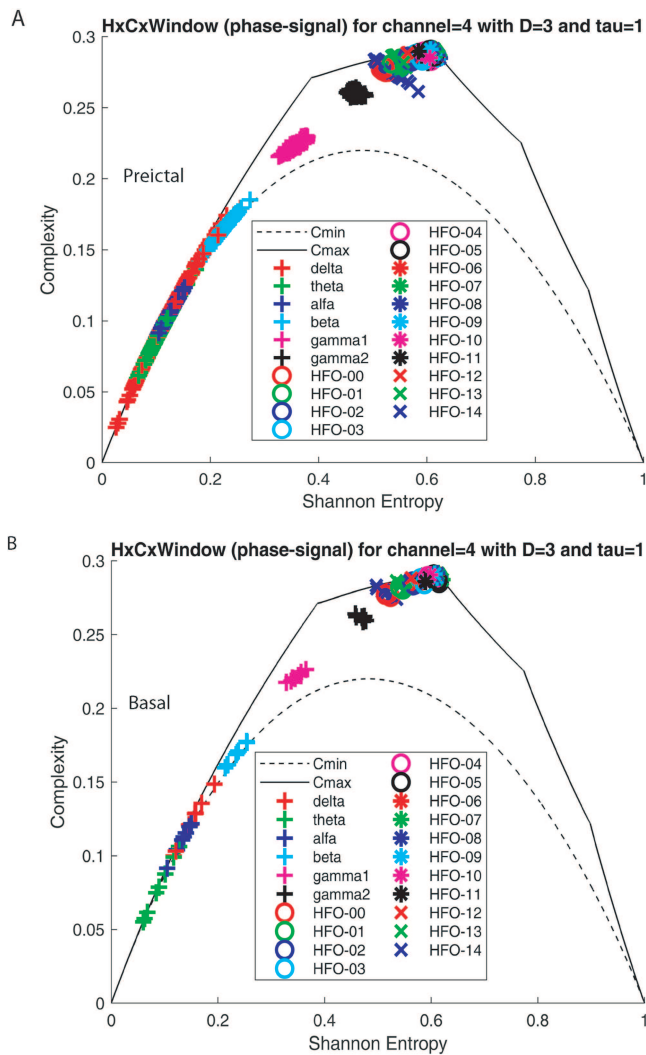 A
HxCxWindow (phase-signal) for channel=4 with D=3 and tau=1
0.3
0.25
0.2
0.15
0.1
0.05
0
Complexity
Preictal
Cmin
Cmax
delta
theta
alfa
beta
gamma1
gamma2
HFO-00
HFO-01
HFO-02
HFO-03
HFO-04
HFO-05
HFO-06
HFO-07
HFO-08
HFO-09
HFO-10
HFO-11
HFO-12
HFO-13
HFO-14
0
0.2
0.4
0.6
0.8
1
Shannon Entropy
B
HxCxWindow (phase-signal) for channel=4 with D=3 and tau=1
0.3
0.25
0.2
0.15
0.1
0.05
0
Complexity
Basal
Cmin
Cmax
delta
theta
alfa
beta
gamma1
gamma2
HFO-00
HFO-01
HFO-02
HFO-03
HFO-04
HFO-05
HFO-06
HFO-07
HFO-08
HFO-09
HFO-10
HFO-11
HFO-12
HFO-13
HFO-14
0
0.2
0.4
0.6
0.8
1
Shannon Entropy